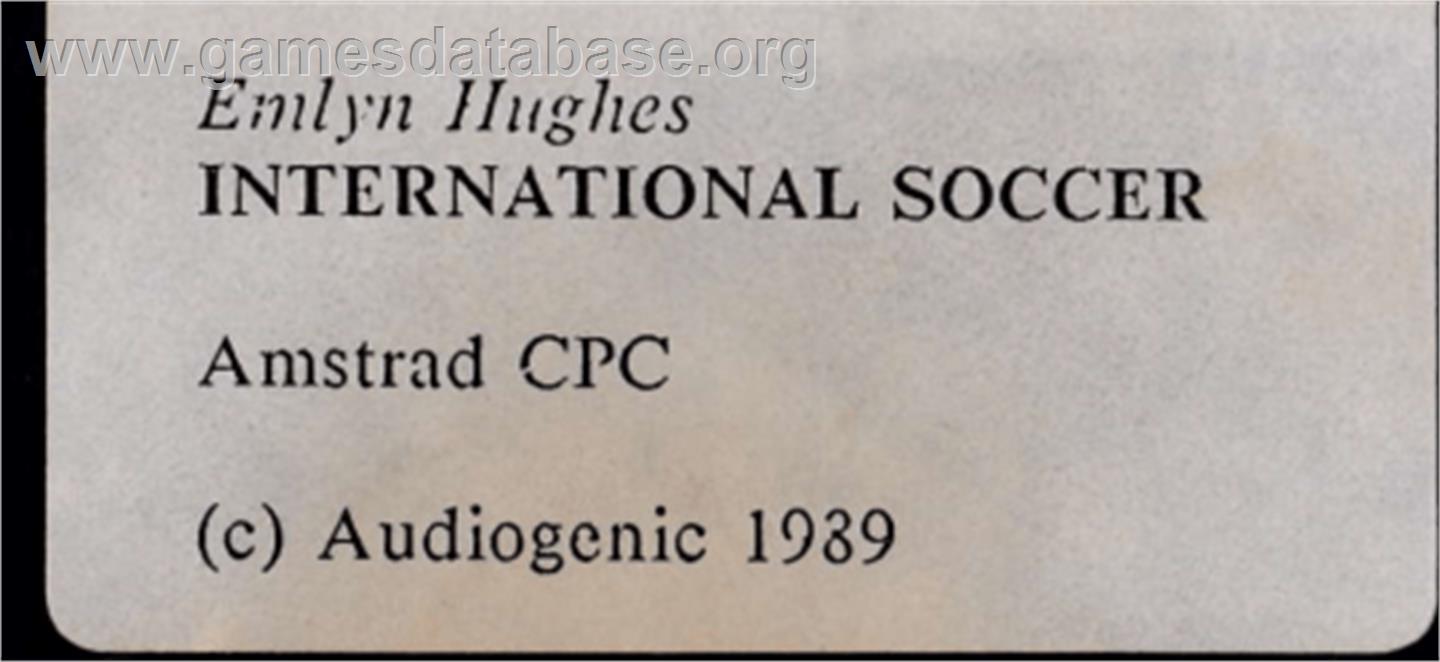 www.gamesdatabase.org
Emlyn Hughes
INTERNATIONAL SOCCER
Amstrad CPC
(c) Audiogenic 1989